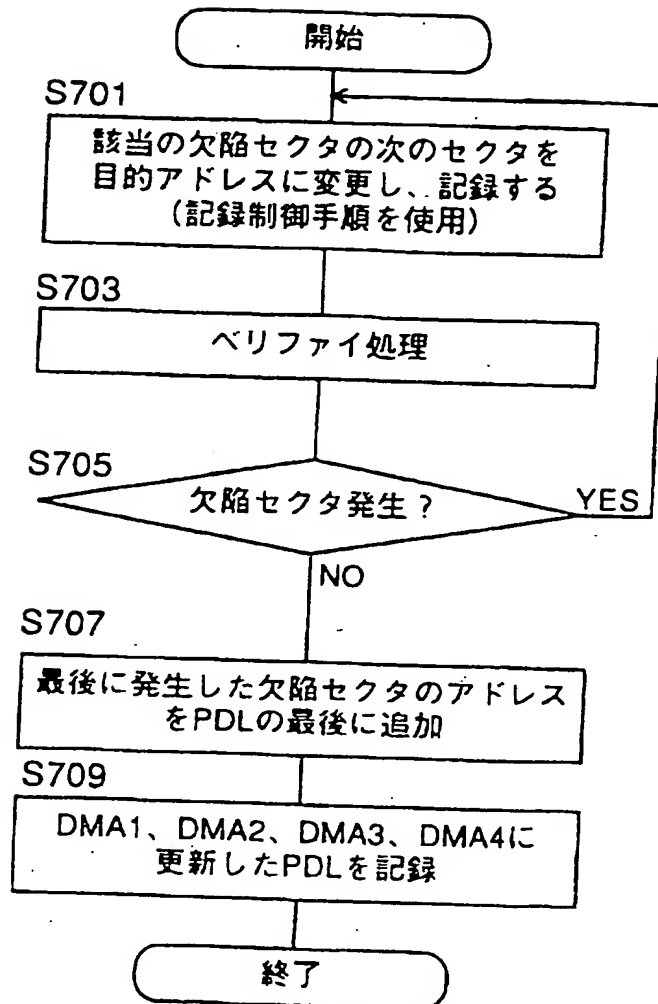 開始
S701
該当の欠陥セクタの次のセクタを
目的アドレスに変更し、記録する
(記録制御手順を使用)
S703
ベリファイ処理
S705
欠陥セクタ発生?
YES
NO
S707
最後に発生した欠陥セクタのアドレス
をPDLの最後に追加
S709
DMA1、DMA2、DMA3、DMA4に
更新したPDLを記録
終了